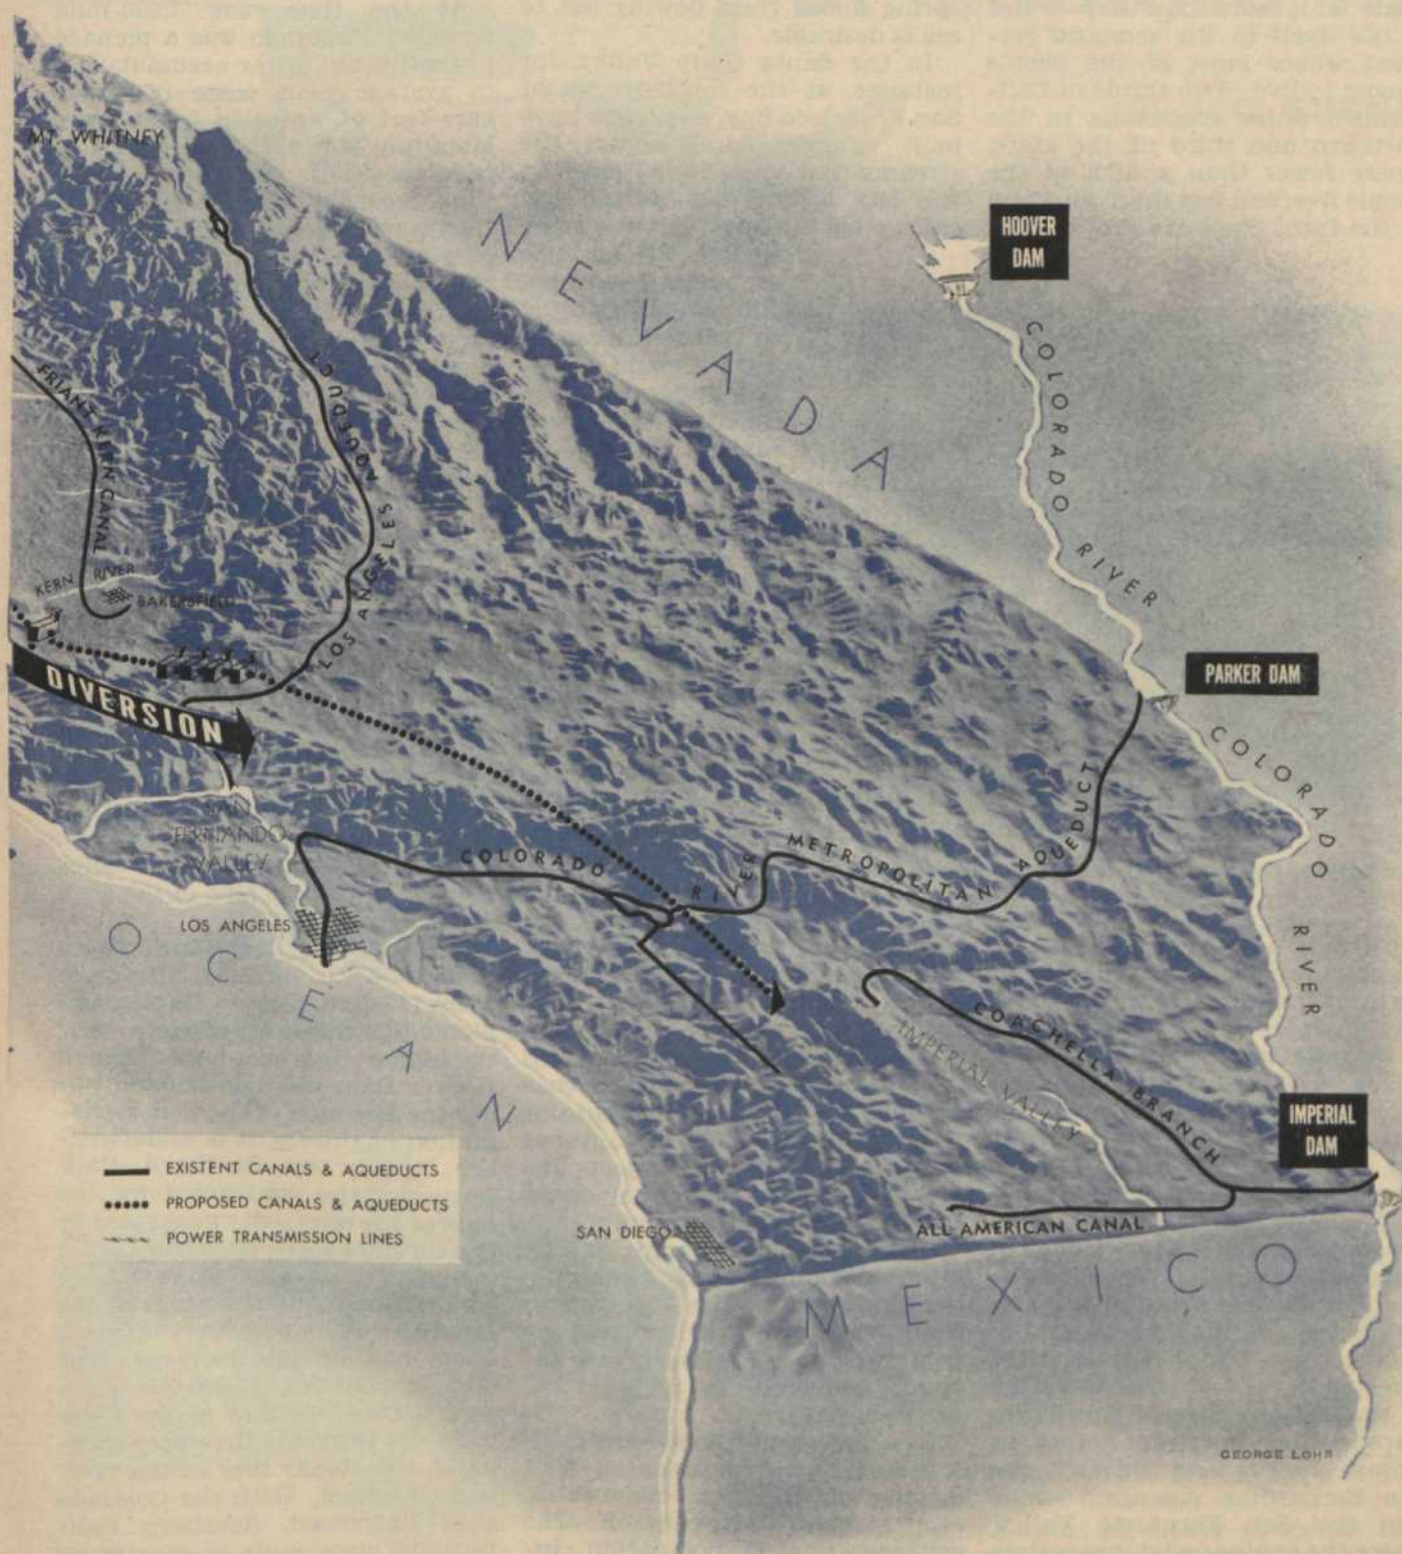 MT. WHITNEY
NEVADA
HOOVER
DAM
COLORADO RIVER
LOS ANGELES AQUEDUCT
FRIANT KERN CANAL
KERN RIVER
BAKERSFIELD
DIVERSION
PARKER DAM
COLORADO RIVER
SAN
FERNANDO
VALLEY
COLORADO RIVER METROPOLITAN AQUEDUCT
LOS ANGELES
OCEAN
COACHELLA BRANCH
IMPERIAL VALLEY
IMPERIAL
DAM
EXISTENT CANALS & AQUEDUCTS
PROPOSED CANALS & AQUEDUCTS
POWER TRANSMISSION LINES
SAN DIEGO
ALL AMERICAN CANAL
MEXICO
GEORGE LOHR